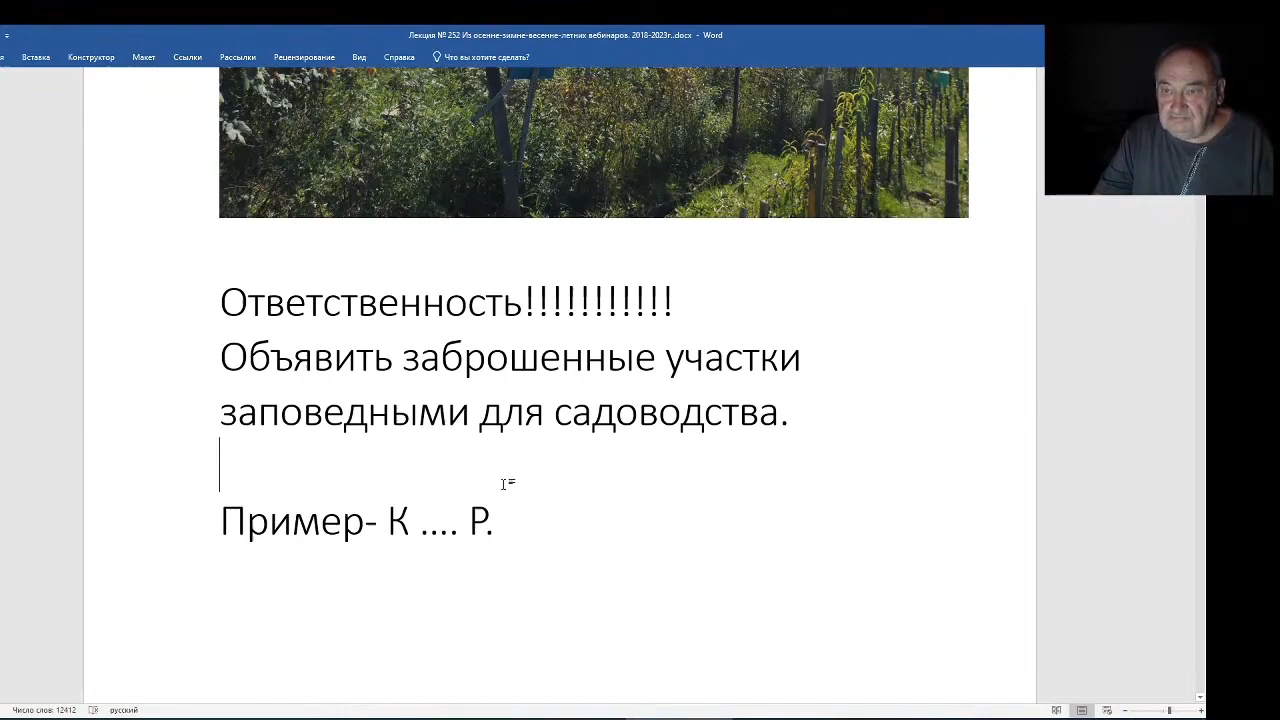 Лекция № 252 Из осенне-зимне-весенне-летних вебинаров. 2018-2023г..docx - Word
я Вставка Конструктор Макет Ссылки Рассылки Рецензирование Вид Справка Что вы хотите сделать?
Ответственность!!!!!!!!!!!
Объявить заброшенные участки
заповедными для садоводства.
Пример- К .... Р.
Число слов: 12412 русский